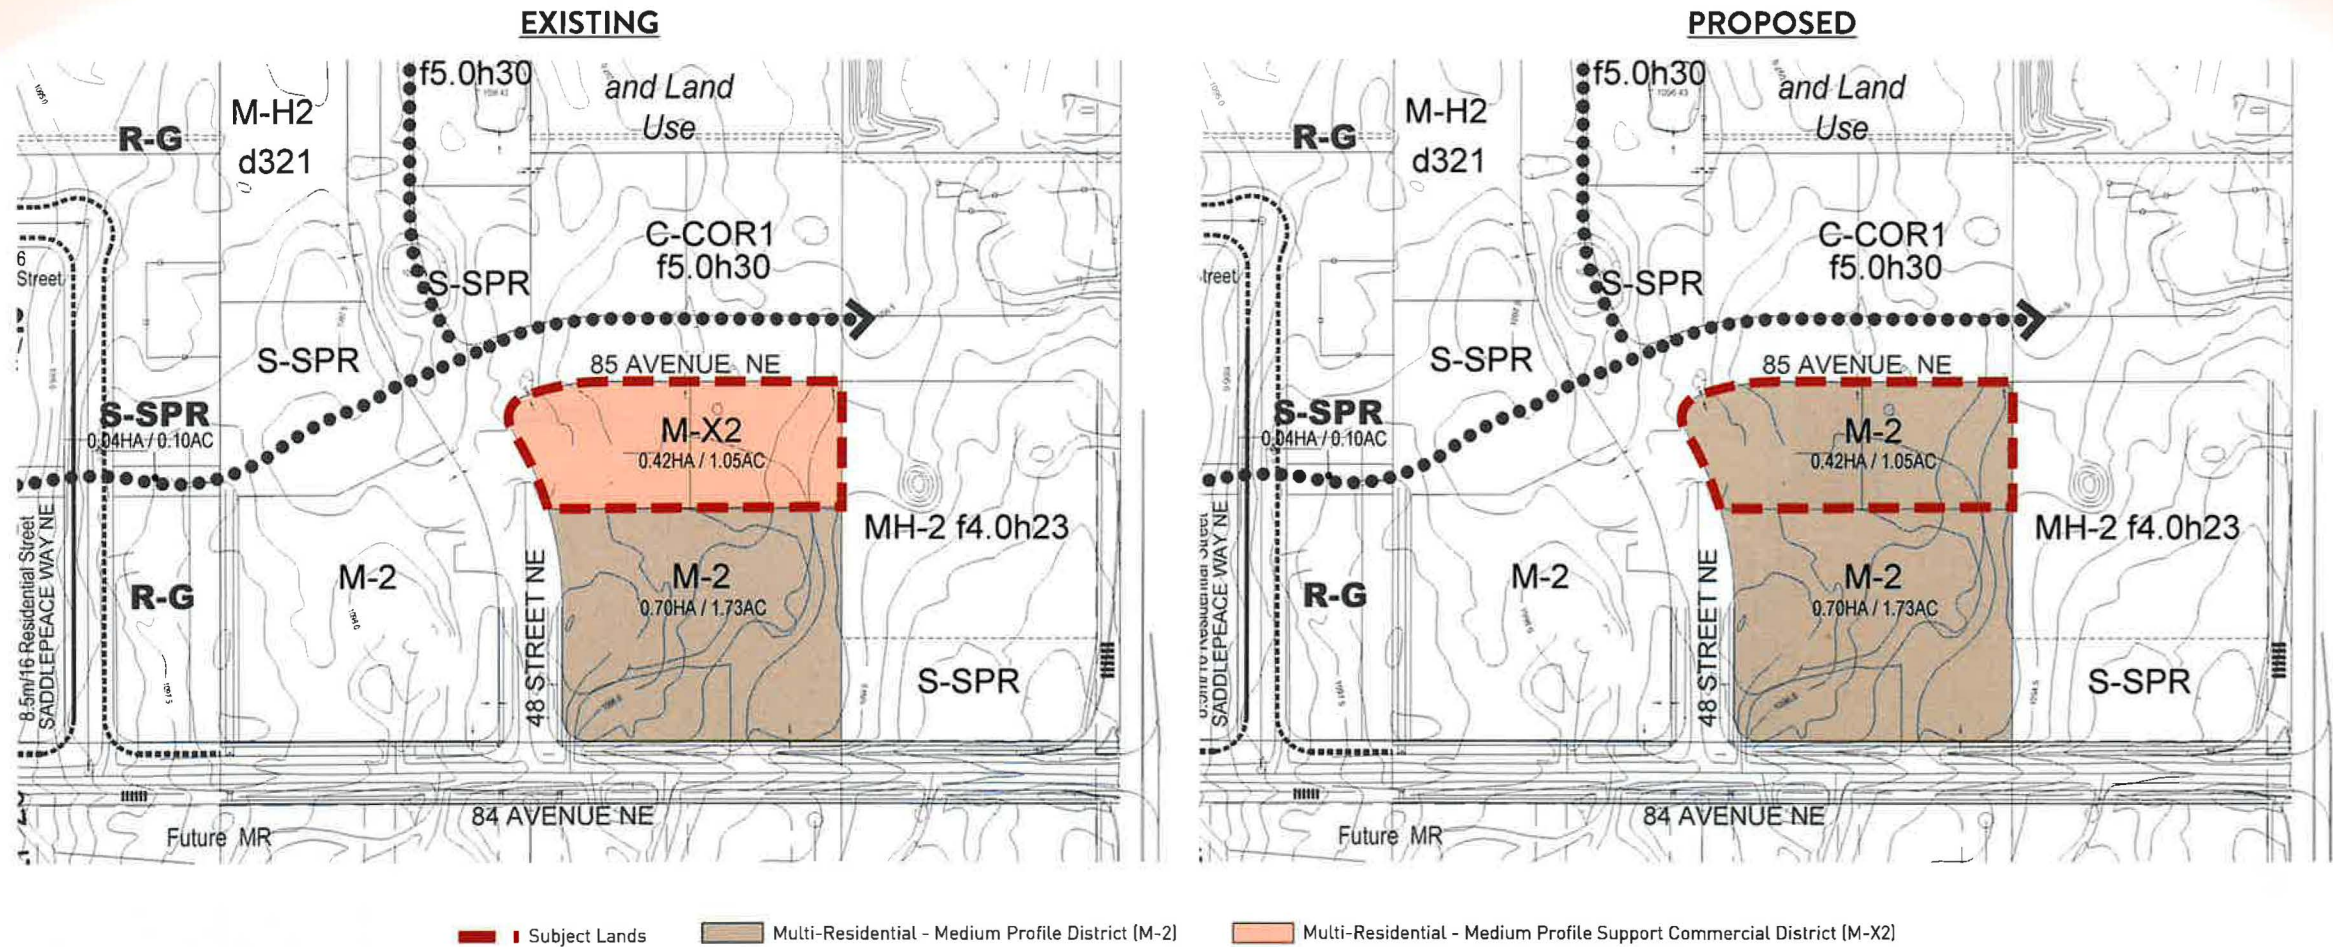 EXISTING
f5.0h30
and Land
Use
M-H2
d321
R-G
C-COR1
f5.0h30
6
Street
S-SPR
S-SPR
85 AVENUE NE
S-SPR
0.04HA / 0.10AC
M-X2
0.42HA / 1.05AC
MH-2 f4.0h23
M-2
M-2
0.70HA / 1.73AC
R-G
8.5m/16 Residential Street
SADDLEPEACE WAY NE
48 STREET NE
S-SPR
84 AVENUE NE
Future MR
PROPOSED
f5.0h30
and Land
Use
M-H2
d321
R-G
C-COR1
f5.0h30
S-SPR
S-SPR
85 AVENUE NE
S-SPR
0.04HA / 0.10AC
M-2
0.42HA / 1.05AC
MH-2 f4.0h23
M-2
M-2
0.70HA / 1.73AC
R-G
SADDLEPEACE WAY NE
48 STREET NE
S-SPR
84 AVENUE NE
Future MR
Subject Lands
Multi-Residential - Medium Profile District (M-2)
Multi-Residential - Medium Profile Support Commercial District (M-X2)